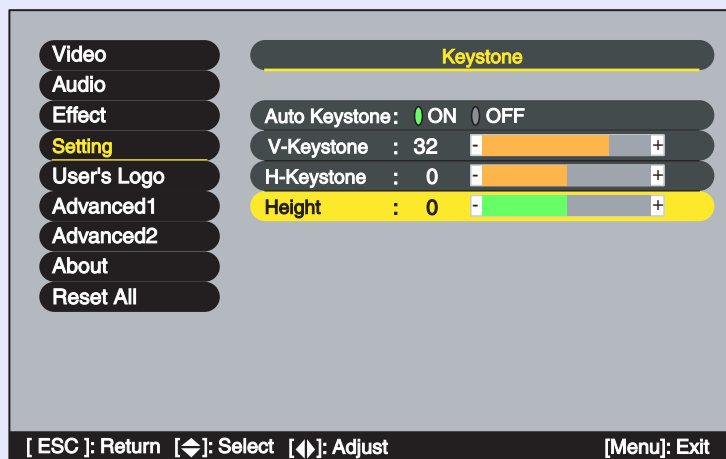 Video
Audio
Effect
Setting
User's Logo
Advanced1
Advanced2
About
Reset All
Keystone
Auto Keystone: ON OFF
V-Keystone : 32 - +
H-Keystone : 0 - +
Height : 0 - +
[ ESC ]: Return [◆]: Select [◆]: Adjust [Menu]: Exit